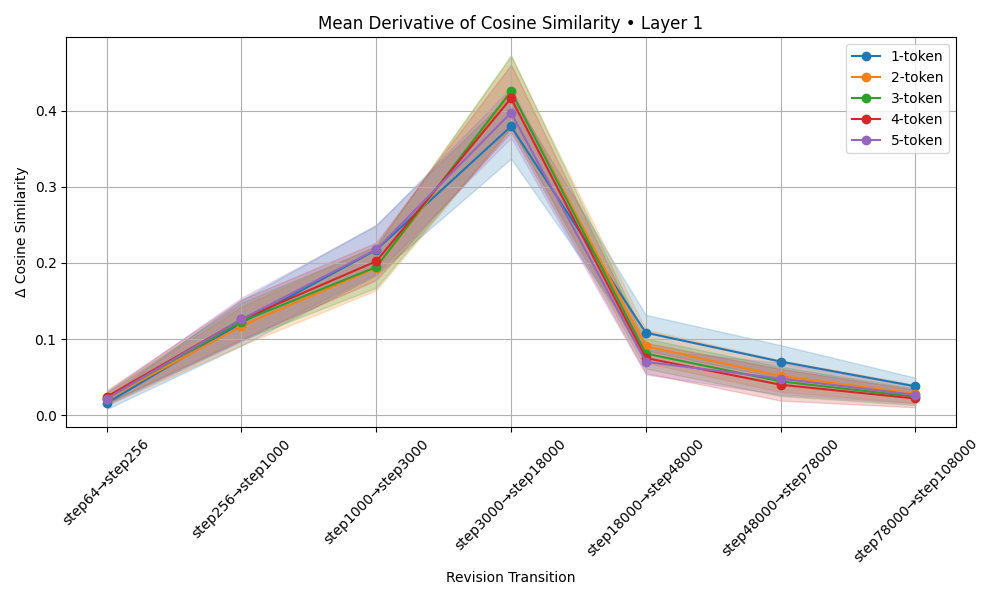 Mean Derivative of Cosine Similarity • Layer 1
1-token
2-token
3-token
4-token
5-token
Δ Cosine Similarity
0.4
0.3
0.2
0.1
0.0
step64→step256
step256→step1000
step1000→step3000
step3000→step18000
step18000→step48000
step48000→step78000
step78000→step108000
Revision Transition